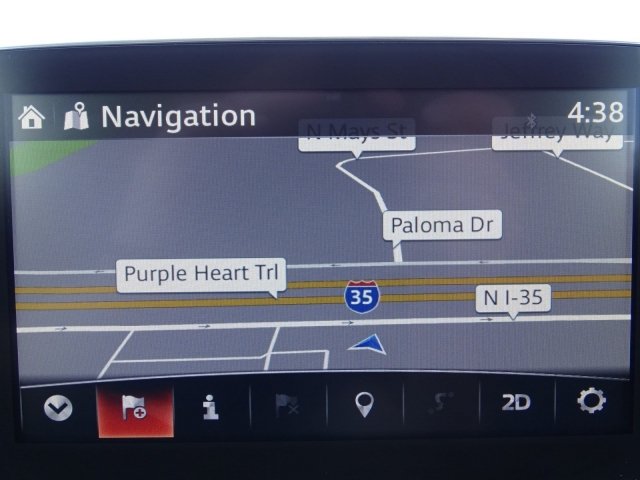 Navigation
4:38
N Mays St
Jeffrey Way
Paloma Dr
Purple Heart Trl
35
N I-35
2D